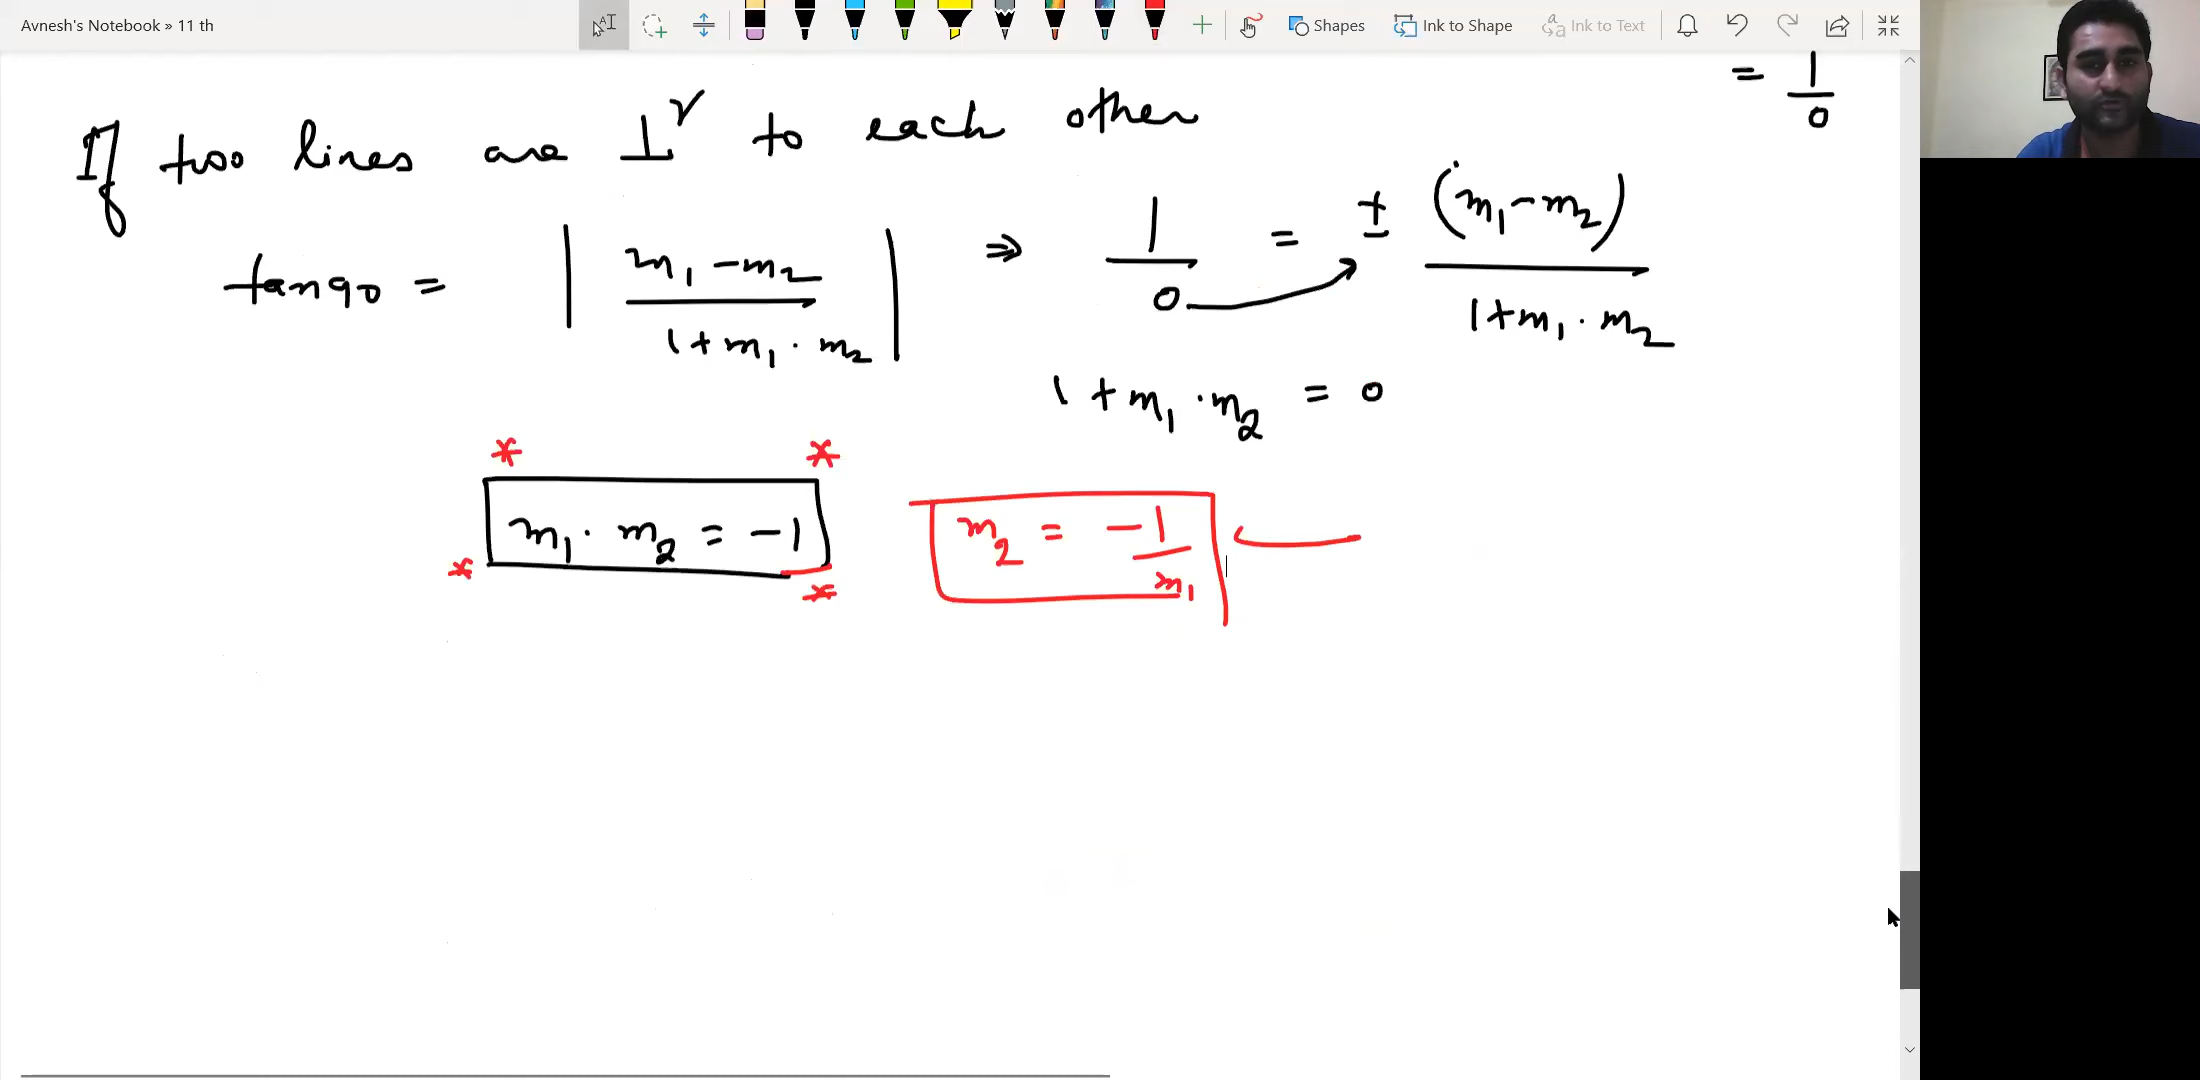 Avnesh's Notebook » 11 th
Shapes Ink to Shape Ink to Text
= 1/0
If two lines are ⊥r to each other
tan90 = | (m₁ - m₂)/(1 + m₁ · m₂) | ⇒ 1/0 = ± (m₁ - m₂)/(1 + m₁ · m₂)
1 + m₁ · m₂ = 0
* *
m₁ · m₂ = -1
m₂ = -1/m₁
* *